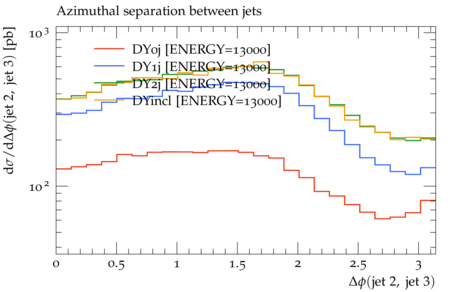 Azimuthal separation between jets
dσ/dΔϕ(jet 2, jet 3) [pb]
10³
10²
DY0j [ENERGY=13000]
DY1j [ENERGY=13000]
DY2j [ENERGY=13000]
DYincl [ENERGY=13000]
0 0.5 1 1.5 2 2.5 3
Δϕ(jet 2, jet 3)